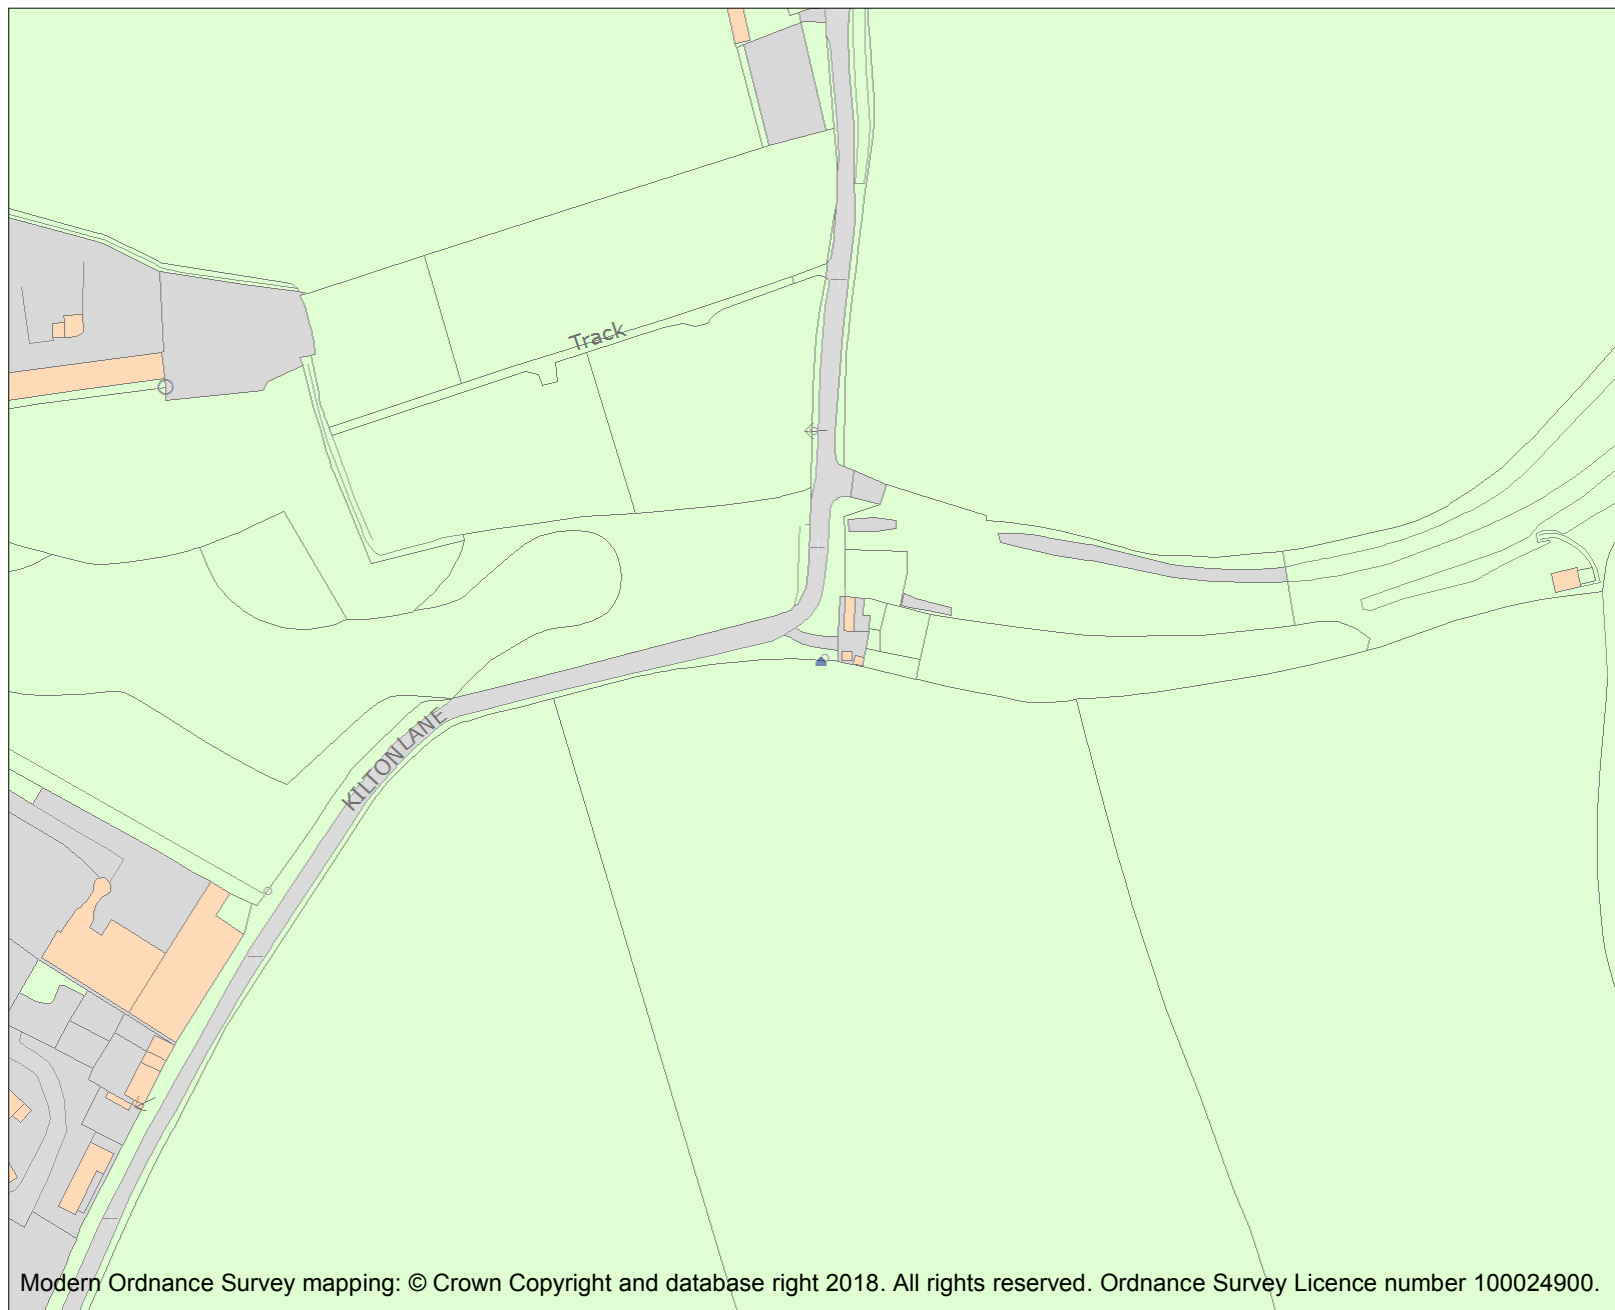 Track
KILTON LANE
Modern Ordnance Survey mapping: © Crown Copyright and database right 2018. All rights reserved. Ordnance Survey Licence number 100024900.